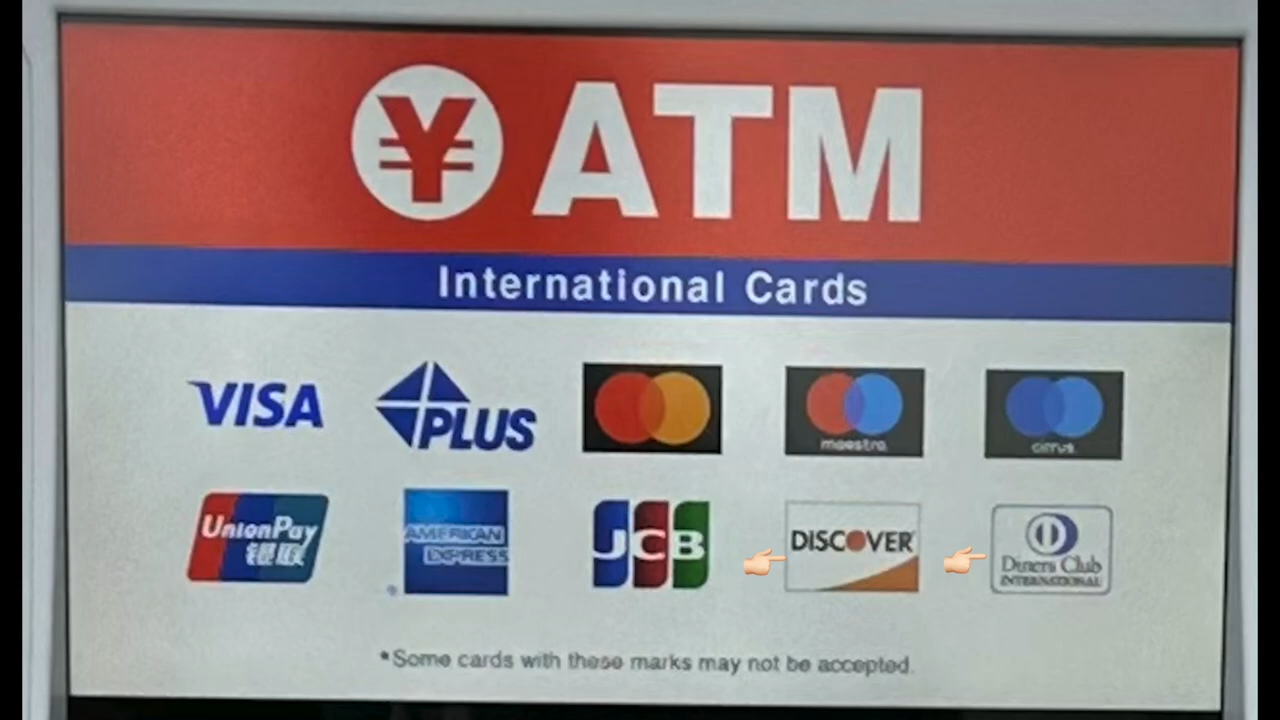 ¥ ATM
International Cards
VISA PLUS
maestro cirrus
UnionPay 银联 AMERICAN EXPRESS JCB DISCOVER Diners Club INTERNATIONAL
*Some cards with these marks may not be accepted.